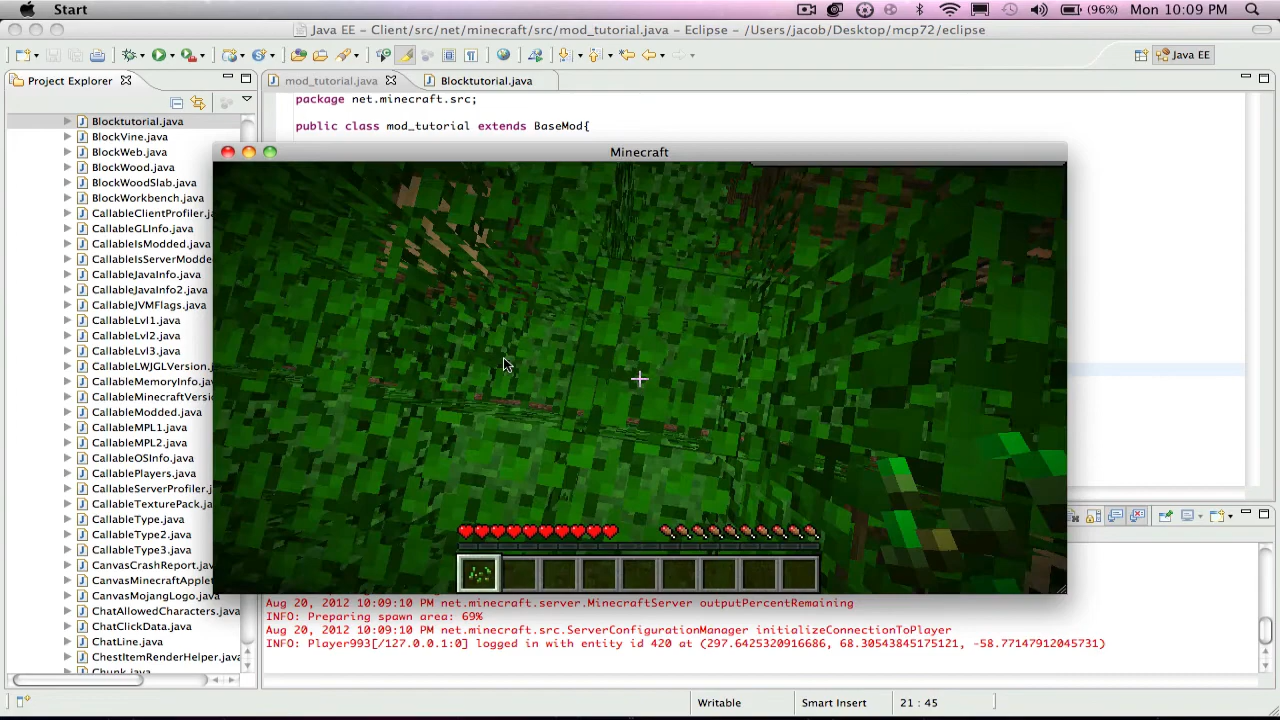 Start
(96%)
Mon 10:09 PM
Java EE – Client/src/net/minecraft/src/mod_tutorial.java – Eclipse – /Users/jacob/Desktop/mcp72/eclipse
Java EE
Project Explorer
mod_tutorial.java
Blocktutorial.java
package net.minecraft.src;
public class mod_tutorial extends BaseMod{
Minecraft
Blocktutorial.java
BlockVine.java
BlockWeb.java
BlockWood.java
BlockWoodSlab.java
BlockWorkbench.java
CallableClientProfiler.ja
CallableGLInfo.java
CallableIsModded.java
CallableIsServerModde
CallableJavaInfo.java
CallableJavaInfo2.java
CallableJVMFlags.java
CallableLvl1.java
CallableLvl2.java
CallableLvl3.java
CallableLWJGLVersion.
CallableMemoryInfo.ja
CallableMinecraftVersi
CallableModded.java
CallableMPL1.java
CallableMPL2.java
CallableOSInfo.java
CallablePlayers.java
CallableServerProfiler.j
CallableTexturePack.ja
CallableType.java
CallableType2.java
CallableType3.java
CanvasCrashReport.jav
CanvasMinecraftApplet
CanvasMojangLogo.jav
ChatAllowedCharacters.
ChatClickData.java
ChatLine.java
ChestItemRenderHelper.java
Chunk.java
Aug 20, 2012 10:09:10 PM net.minecraft.server.MinecraftServer outputPercentRemaining
INFO: Preparing spawn area: 69%
Aug 20, 2012 10:09:10 PM net.minecraft.src.ServerConfigurationManager initializeConnectionToPlayer
INFO: Player993[/127.0.0.1:0] logged in with entity id 420 at (297.6425320916686, 68.30543845175121, -58.77147912045731)
Writable
Smart Insert
21 : 45